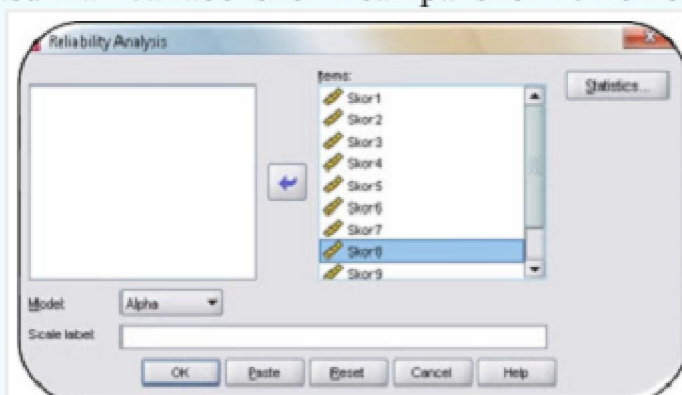 Reliability Analysis
Items:
Statistics...
Skor1
Skor2
Skor3
Skor4
Skor5
Skor6
Skor7
Skor8
Skor9
Model:
Alpha
Scale label:
OK
Paste
Reset
Cancel
Help